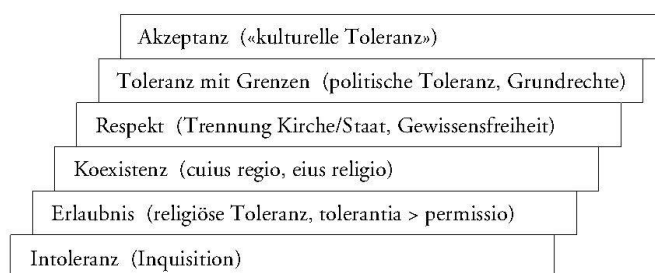 Akzeptanz («kulturelle Toleranz»)
Toleranz mit Grenzen (politische Toleranz, Grundrechte)
Respekt (Trennung Kirche/Staat, Gewissensfreiheit)
Koexistenz (cuius regio, eius religio)
Erlaubnis (religiöse Toleranz, tolerantia > permissio)
Intoleranz (Inquisition)